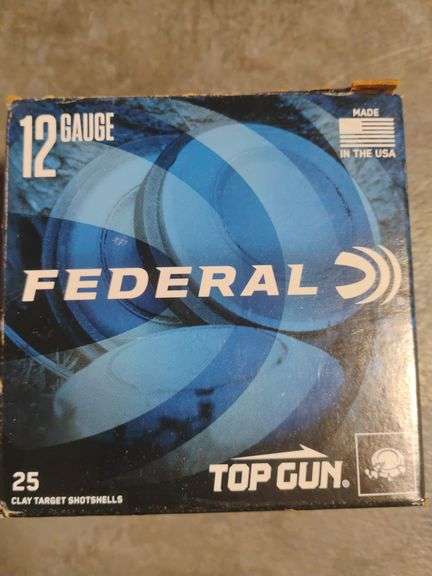 12 GAUGE
MADE
IN THE USA
FEDERAL
25
CLAY TARGET SHOTSHELLS
TOP GUN®